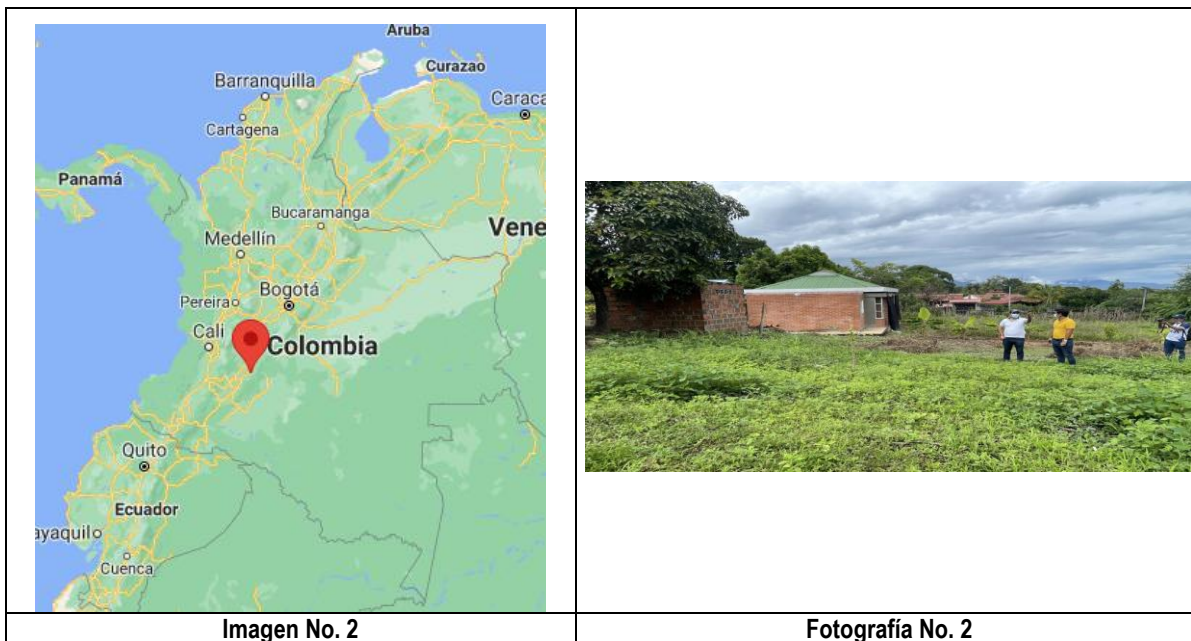 Aruba
Curazao
Barranquilla
Caraca
Cartagena
Panamá
Bucaramanga
Vene
Medellín
Pereira
Bogotá
Cali
Colombia
Quito
Ecuador
ayaquil
Cuenca
Imagen No. 2
Fotografía No. 2